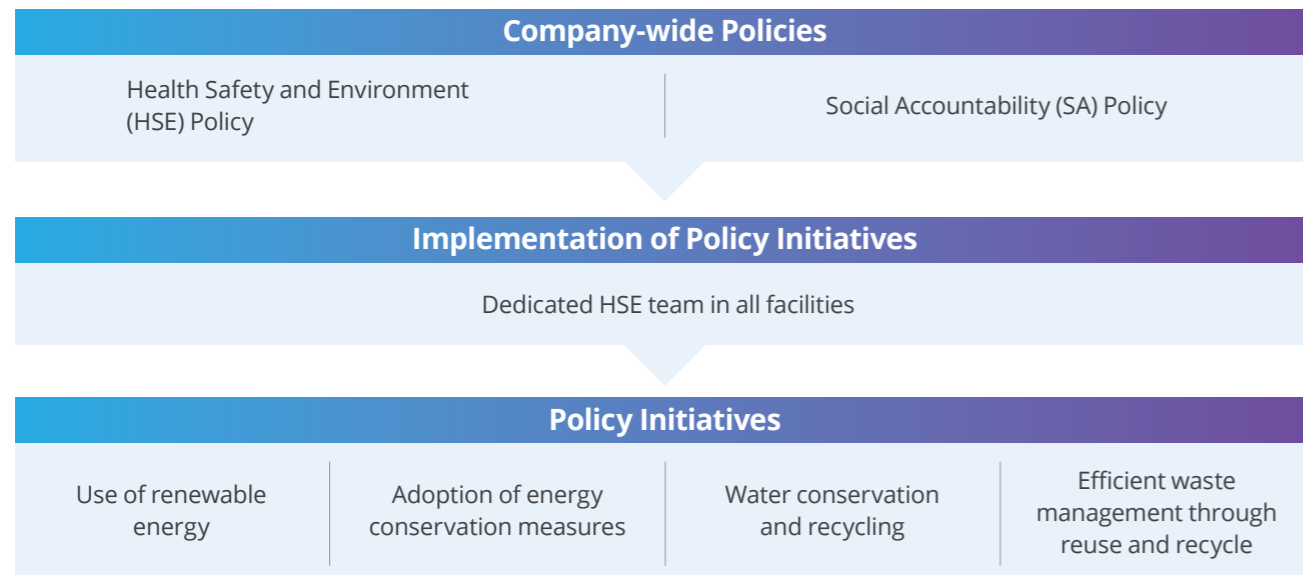 Company-wide Policies
Health Safety and Environment
(HSE) Policy
Social Accountability (SA) Policy
Implementation of Policy Initiatives
Dedicated HSE team in all facilities
Policy Initiatives
Use of renewable
energy
Adoption of energy
conservation measures
Water conservation
and recycling
Efficient waste
management through
reuse and recycle